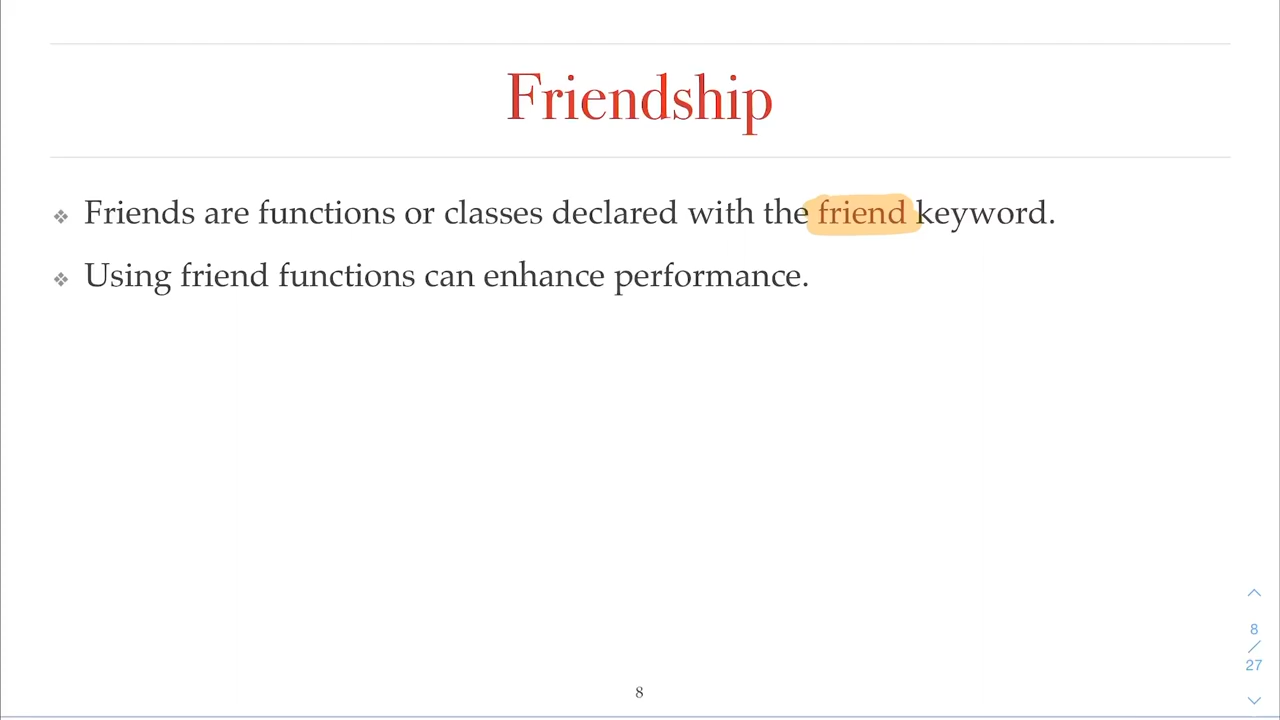 Friendship
❖ Friends are functions or classes declared with the friend keyword.
❖ Using friend functions can enhance performance.
8
/
27
8